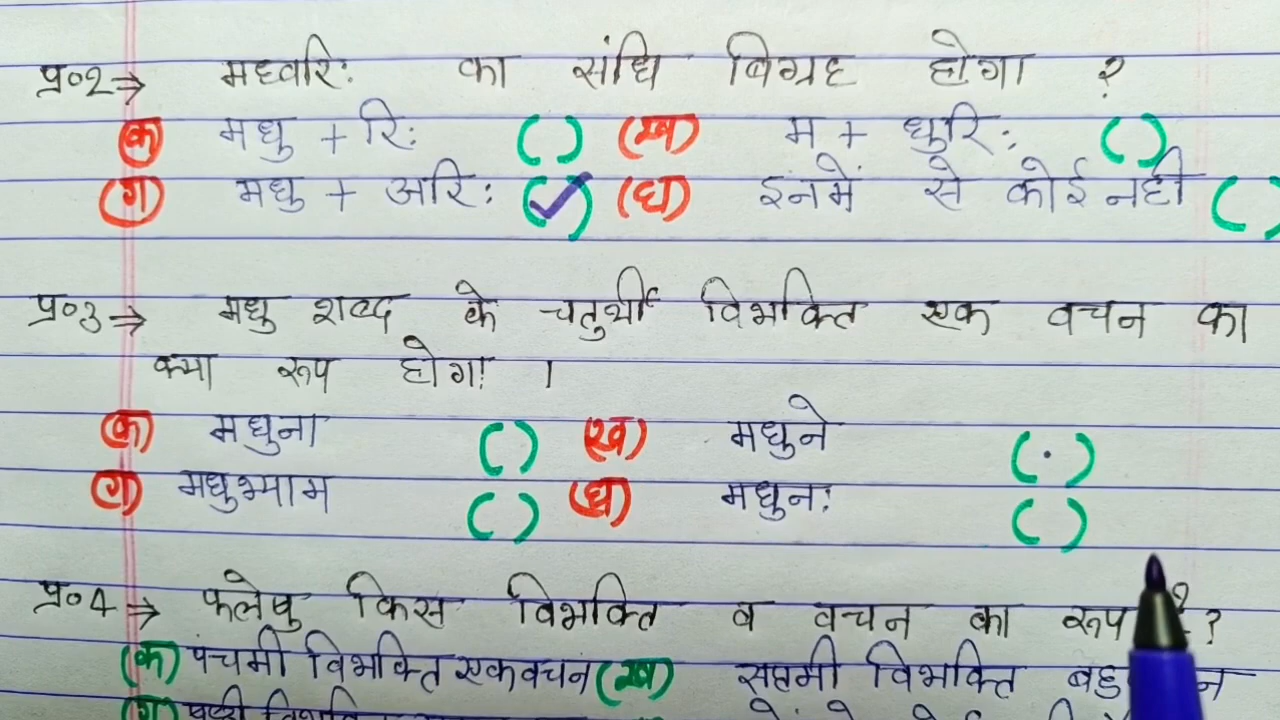 प्र०2→ मध्वरिः का संधि बिग्रह होगा ?
(क) मधु + रिः ( ) (ख) म + धुरिः ( )
(ग) मधु + अरिः (✓) (घ) इनमें से कोई नही ( )
प्र०3→ मधु शब्द के चतुर्थी विभक्ति एक वचन का
क्या रूप होगा ।
(क) मधुना ( ) (ख) मधुने (·)
(ग) मधुभ्याम ( ) (घ) मधुनः ( )
प्र०4→ फलेषु किस विभक्ति व वचन का रूप ?
(क) पंचमी विभक्ति एकवचन (ख) सप्तमी विभक्ति
(ग)